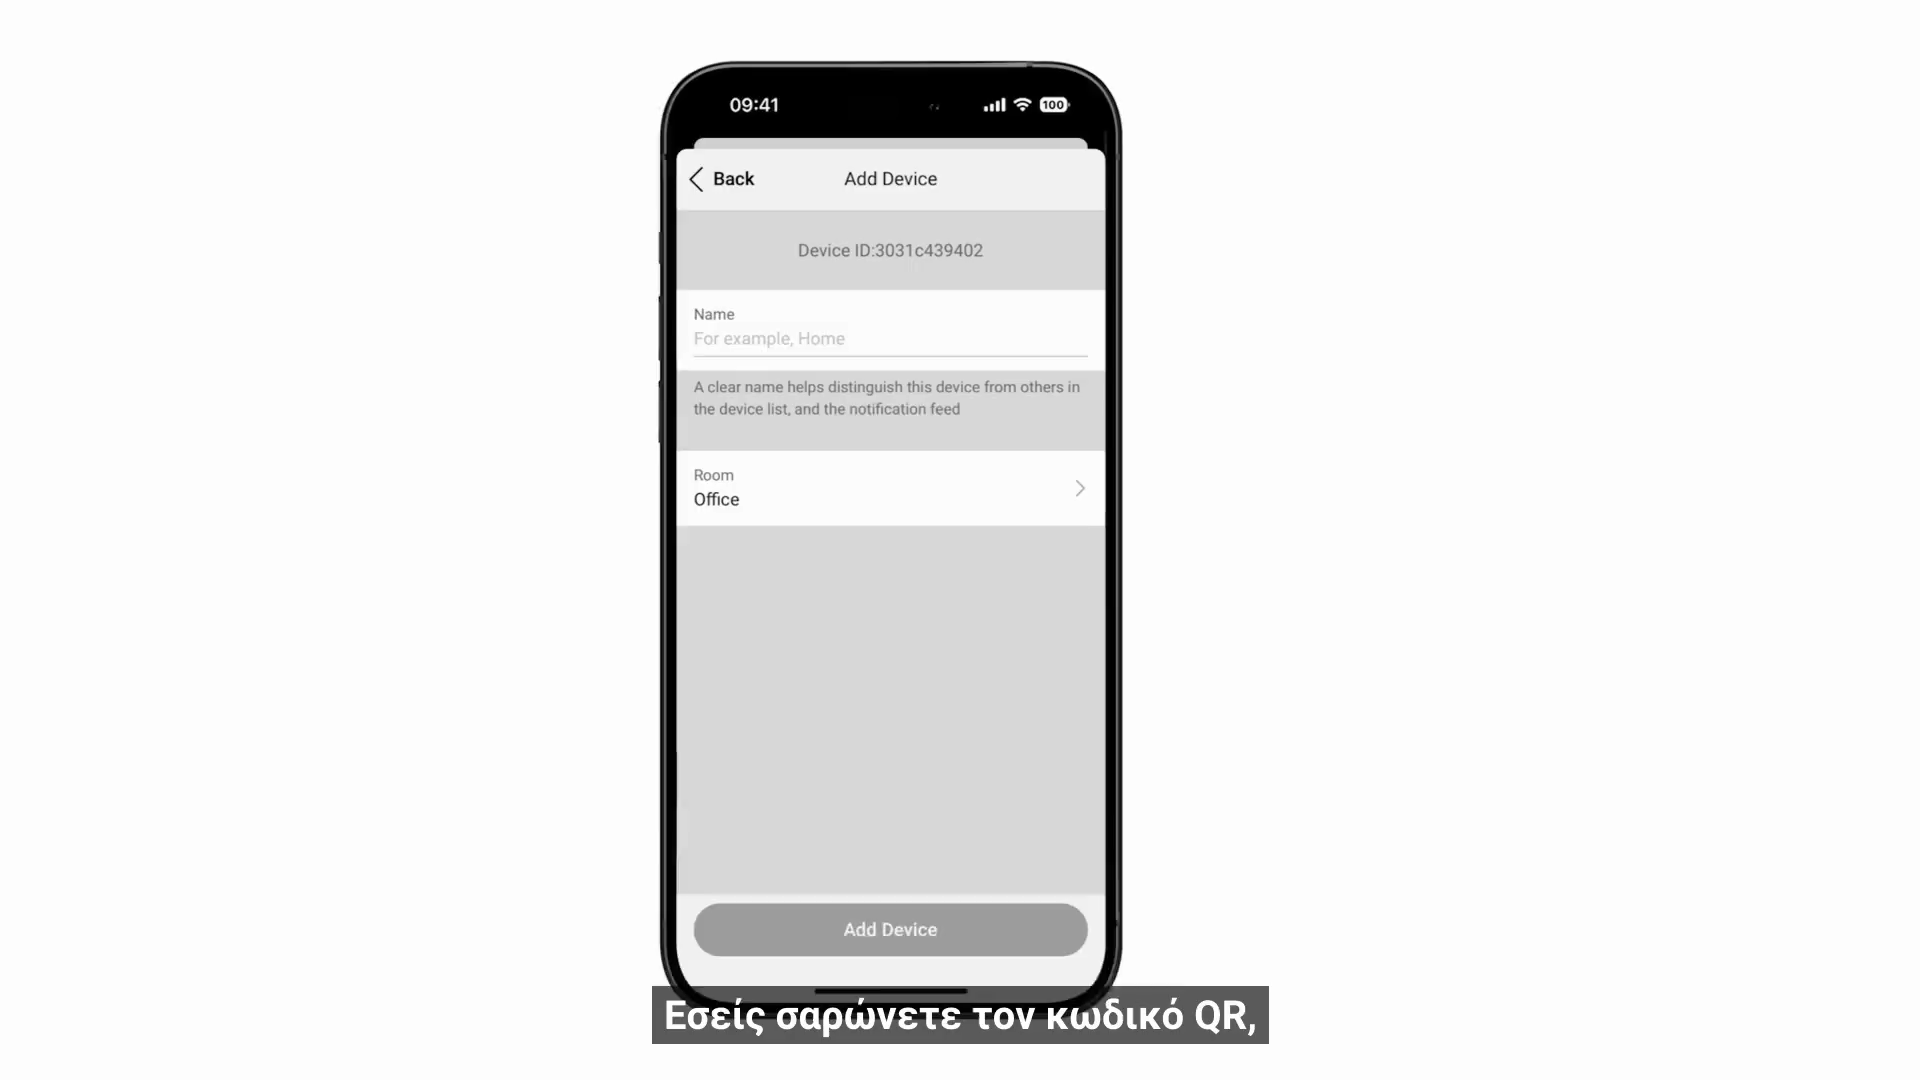 09:41
100
Back
Add Device
Device ID:3031c439402
Name
For example, Home
A clear name helps distinguish this device from others in
the device list, and the notification feed
Room
Office
Add Device
Εσείς σαρώνετε τον κωδικό QR,